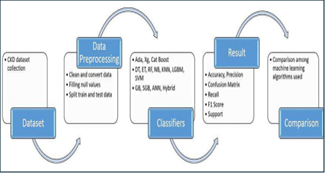 CKD dataset
collection
Dataset
Data
Preprocessing
Clean and convert data
Filling null values
Split train and test data
Ada, Xg, Cat Boost
DT, ET, RF, NB, KNN, LGBM,
SVM
GB, SGB, ANN, Hybrid
Classifiers
Result
Accuracy, Precision
Confusion Matrix
Recall
F1 Score
Support
Comparison among
machine learning
algorithms used
Comparison